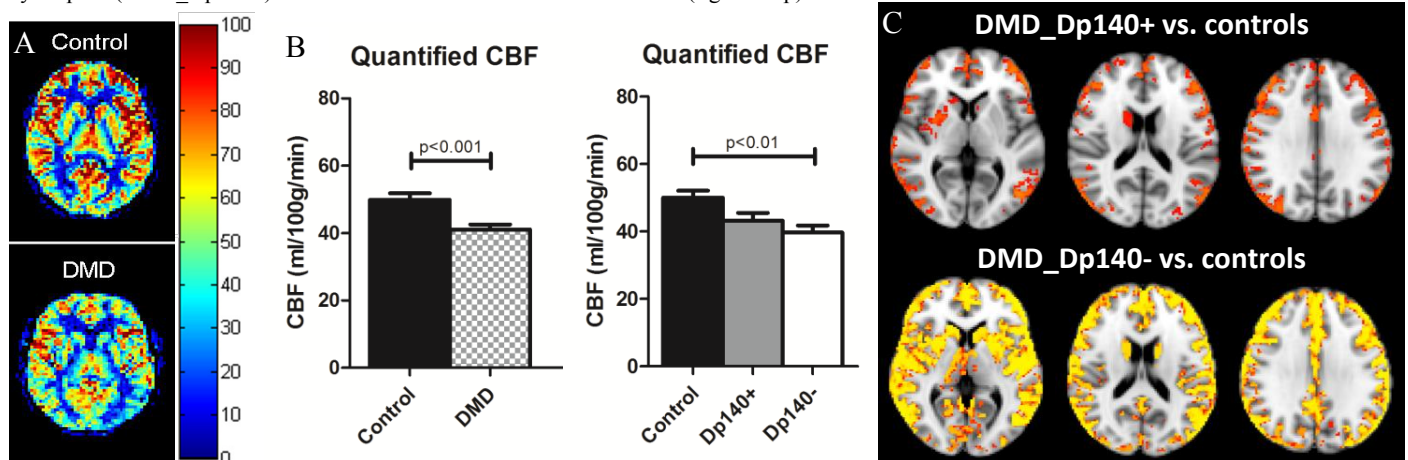 A
Control
DMD
100
90
80
70
60
50
40
30
20
10
0
B
Quantified CBF
CBF (ml/100g/min)
80
60
40
20
0
p<0.001
Control
DMD
Quantified CBF
CBF (ml/100g/min)
80
60
40
20
0
p<0.01
Control
Dp140+
Dp140-
C
DMD_Dp140+ vs. controls
DMD_Dp140- vs. controls